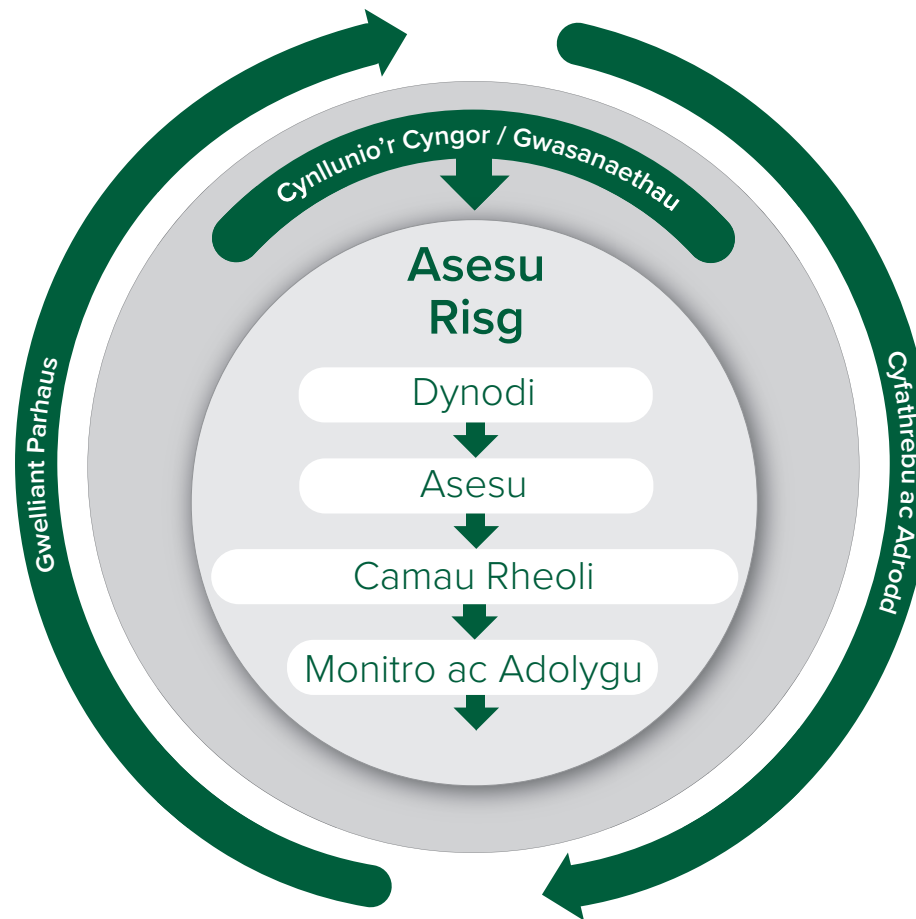 Cynllunio’r Cyngor / Gwasanaethau
Asesu
Risg
Dynodi
Asesu
Camau Rheoli
Monitro ac Adolygu
Gwelliant Parhaus
Cyfathrebu ac Adrodd